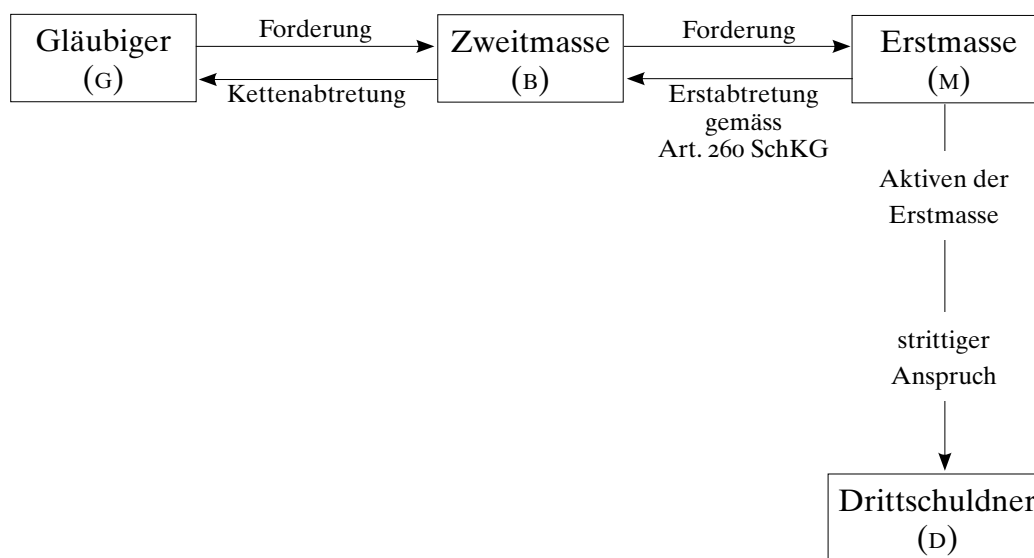 Gläubiger
(G)
Forderung
Kettenabtretung
Zweitmasse
(B)
Forderung
Erstabtretung
gemäss
Art. 260 SchKG
Erstmasse
(M)
Aktiven der
Erstmasse
strittiger
Anspruch
Drittschuldner
(D)